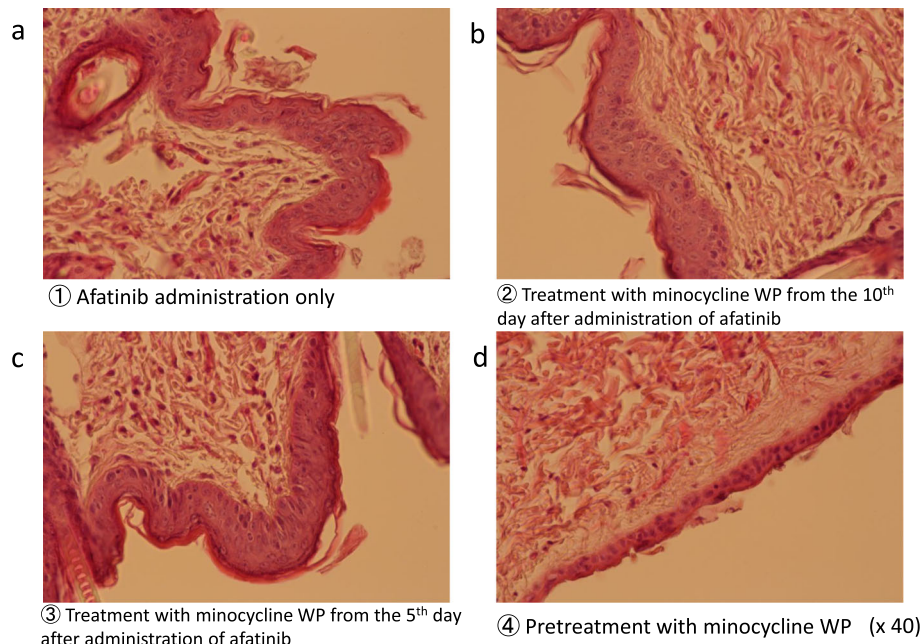 a
b
① Afatinib administration only
② Treatment with minocycline WP from the 10th
day after administration of afatinib
c
d
③ Treatment with minocycline WP from the 5th day
after administration of afatinib
④ Pretreatment with minocycline WP (x 40)